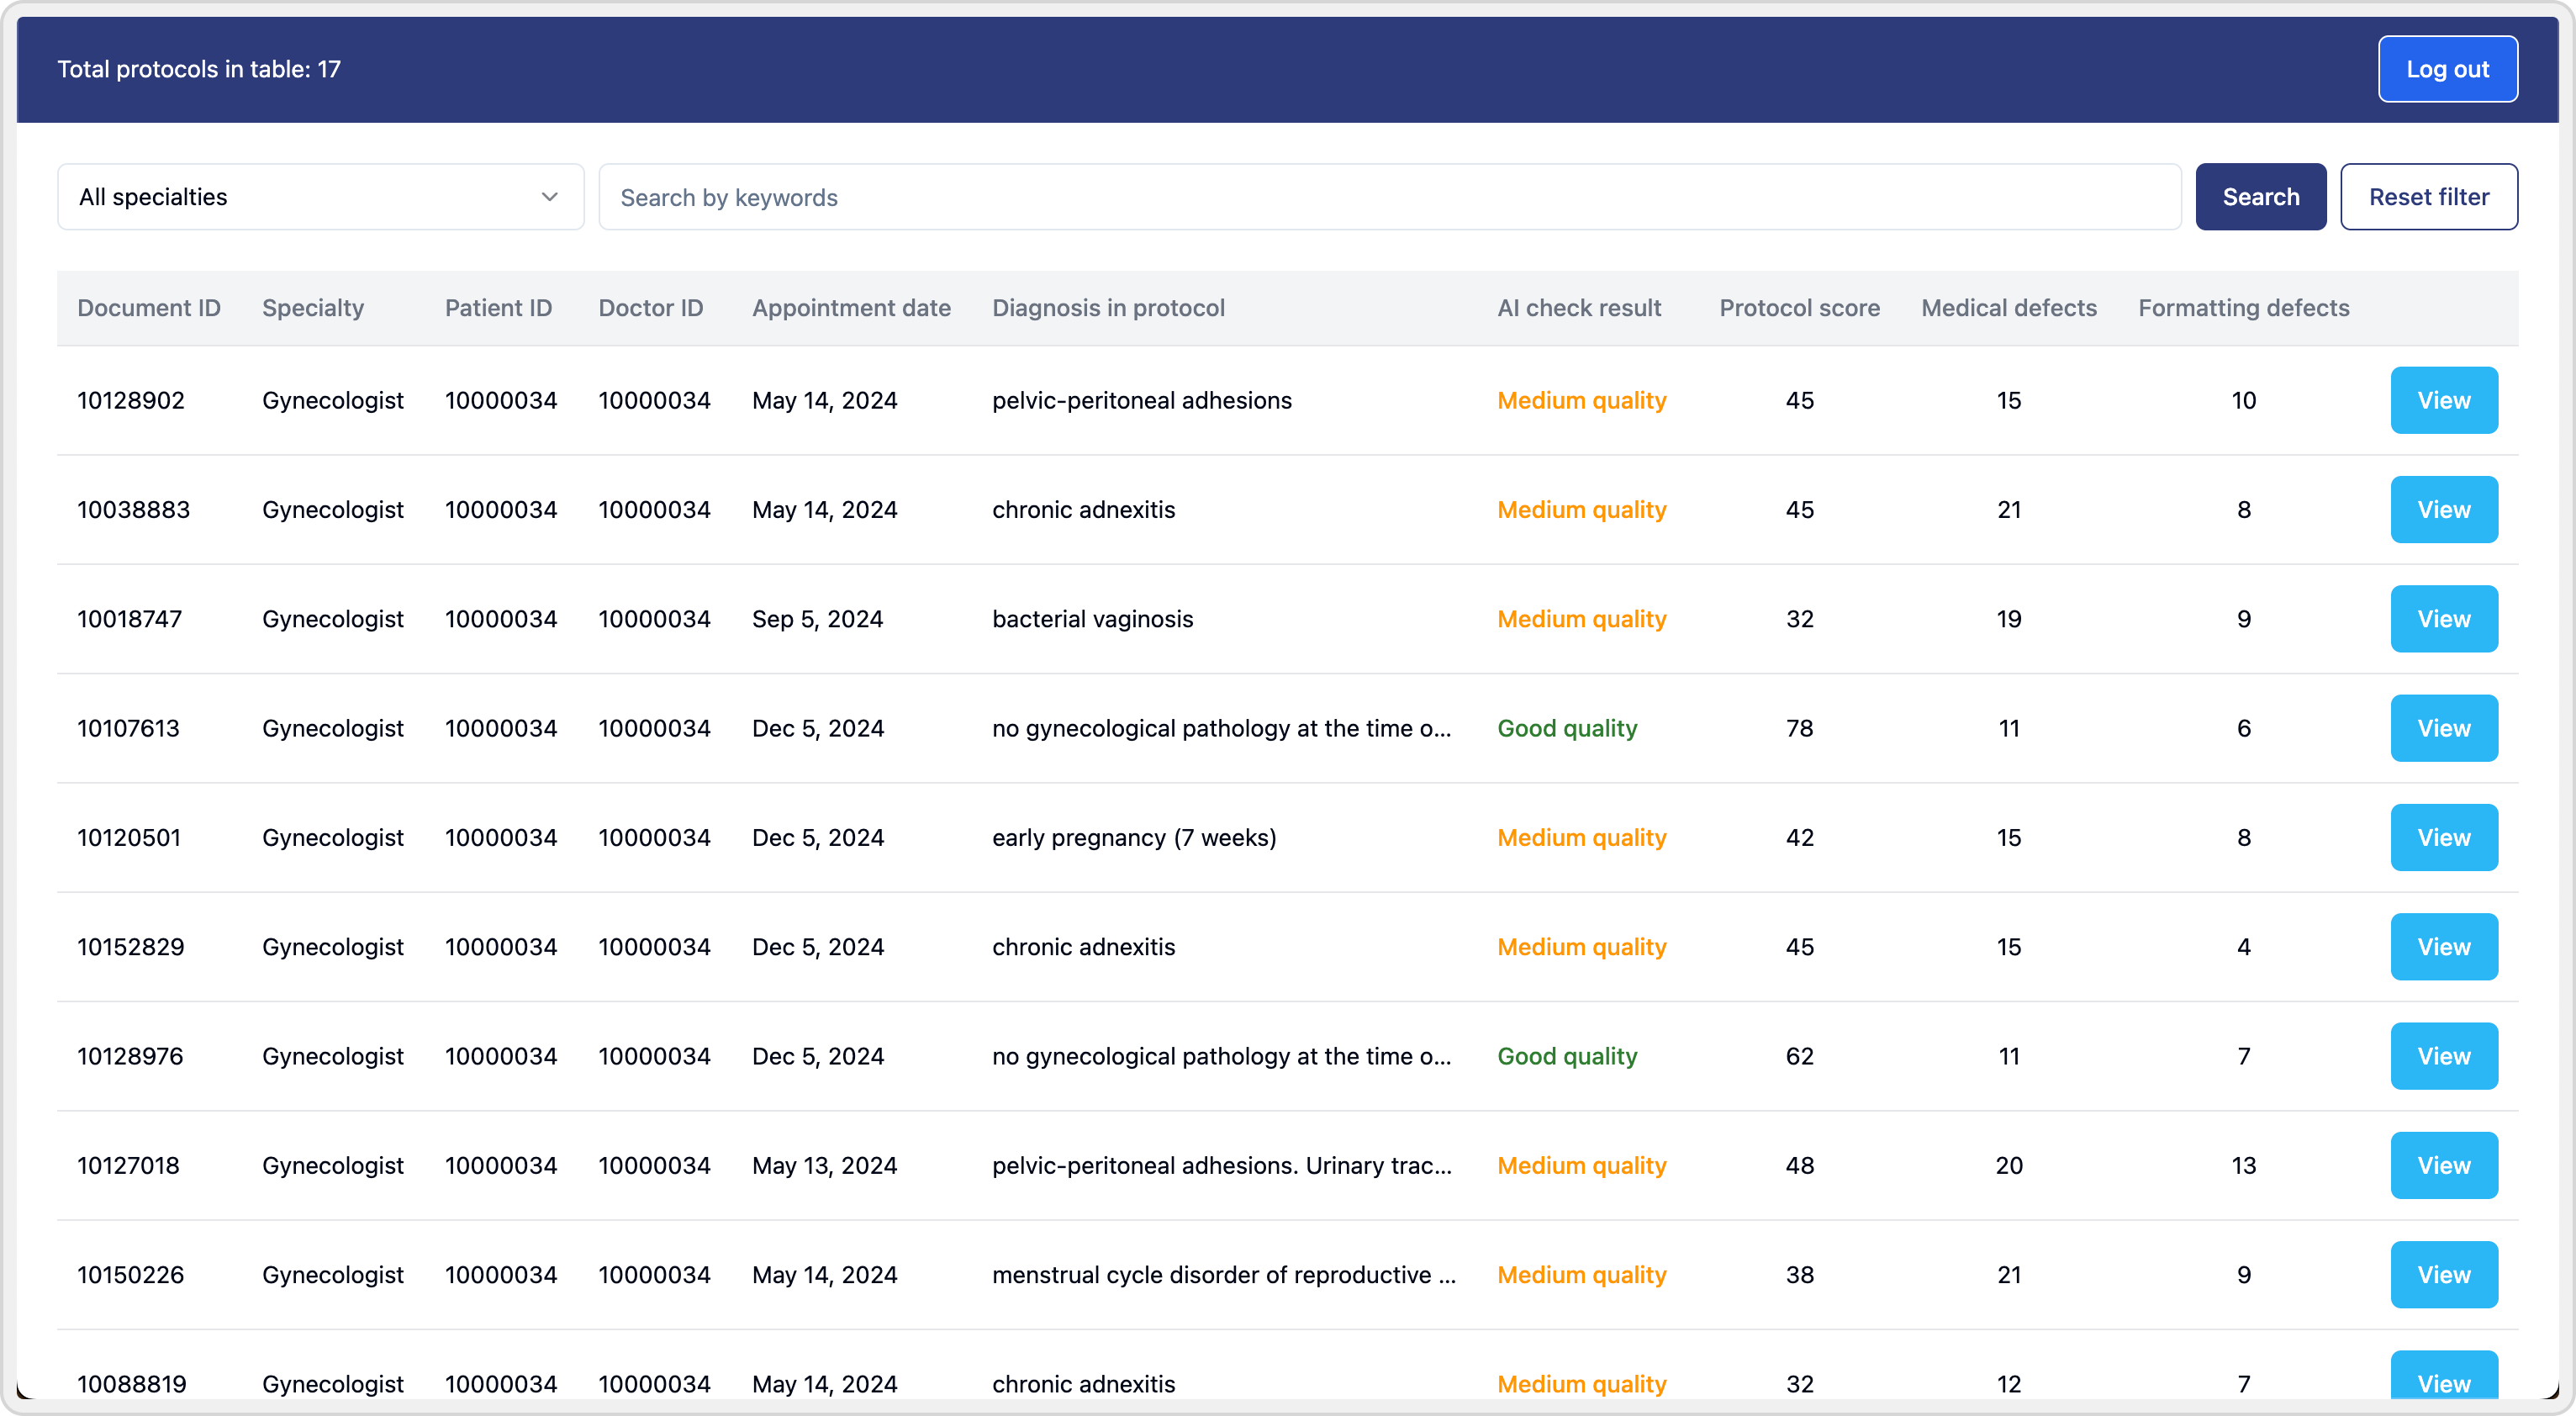 Total protocols in table: 17 Log out
All specialties Search by keywords Search Reset filter
Document ID Specialty Patient ID Doctor ID Appointment date Diagnosis in protocol AI check result Protocol score Medical defects Formatting defects
10128902 Gynecologist 10000034 10000034 May 14, 2024 pelvic-peritoneal adhesions Medium quality 45 15 10 View
10038883 Gynecologist 10000034 10000034 May 14, 2024 chronic adnexitis Medium quality 45 21 8 View
10018747 Gynecologist 10000034 10000034 Sep 5, 2024 bacterial vaginosis Medium quality 32 19 9 View
10107613 Gynecologist 10000034 10000034 Dec 5, 2024 no gynecological pathology at the time o... Good quality 78 11 6 View
10120501 Gynecologist 10000034 10000034 Dec 5, 2024 early pregnancy (7 weeks) Medium quality 42 15 8 View
10152829 Gynecologist 10000034 10000034 Dec 5, 2024 chronic adnexitis Medium quality 45 15 4 View
10128976 Gynecologist 10000034 10000034 Dec 5, 2024 no gynecological pathology at the time o... Good quality 62 11 7 View
10127018 Gynecologist 10000034 10000034 May 13, 2024 pelvic-peritoneal adhesions. Urinary trac... Medium quality 48 20 13 View
10150226 Gynecologist 10000034 10000034 May 14, 2024 menstrual cycle disorder of reproductive ... Medium quality 38 21 9 View
10088819 Gynecologist 10000034 10000034 May 14, 2024 chronic adnexitis Medium quality 32 12 7 View